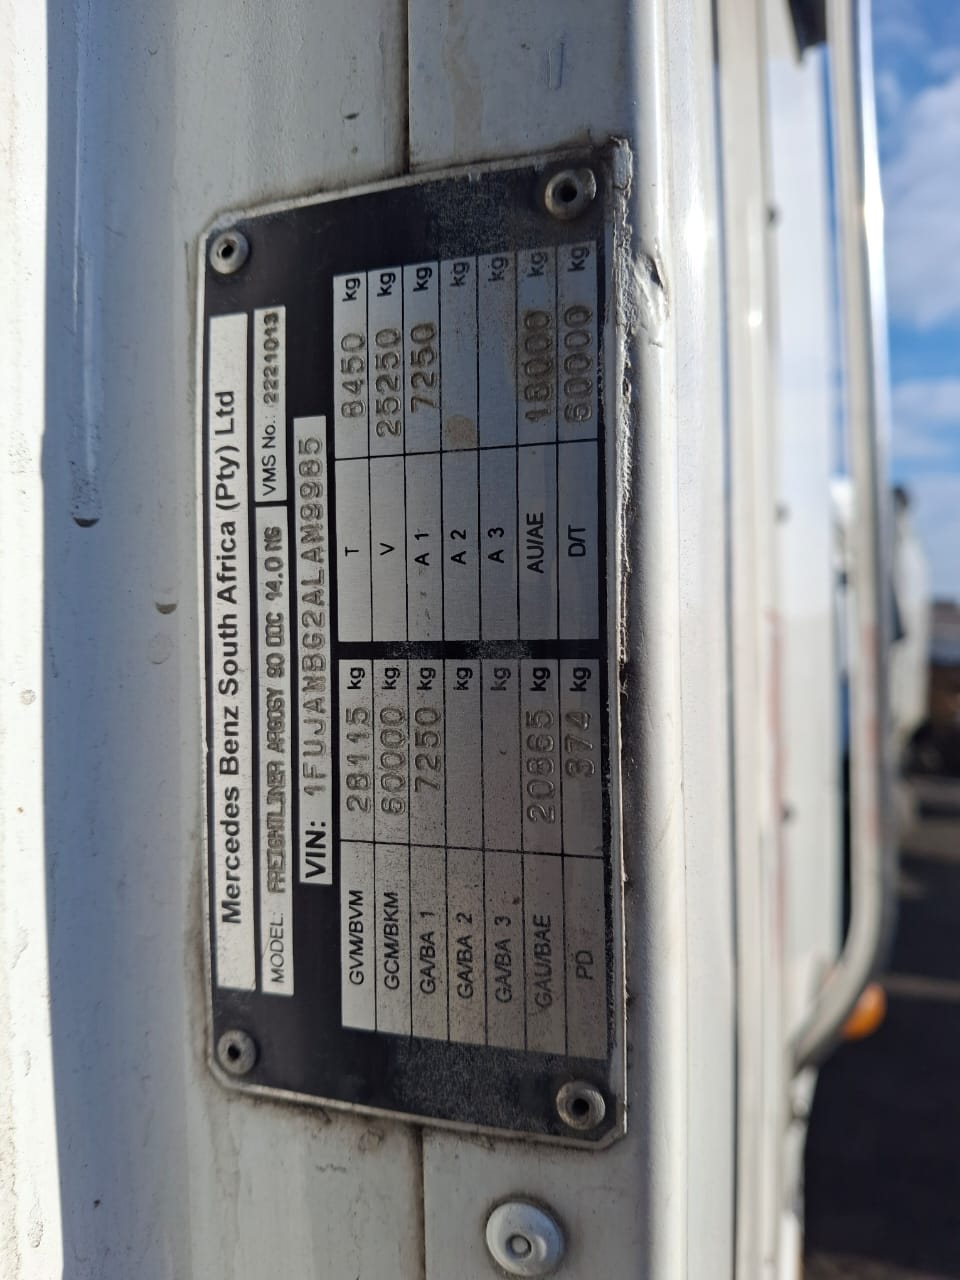 Mercedes Benz South Africa (Pty) Ltd
MODEL: FREIGHTLINER ARGOSY 90 DDC 14.0 NG VMS No.: 2221013
VIN: 1FUJANBG2ALAN9985
GVM/BVM 28115 kg T 8450 kg
GCM/BKM 60000 kg V 25250 kg
GA/BA 1 7250 kg A 1 7250 kg
GA/BA 2 kg A 2 kg
GA/BA 3 kg A 3 kg
GAU/BAE 20865 kg AU/AE 18000 kg
PD 374 kg D/T 60000 kg